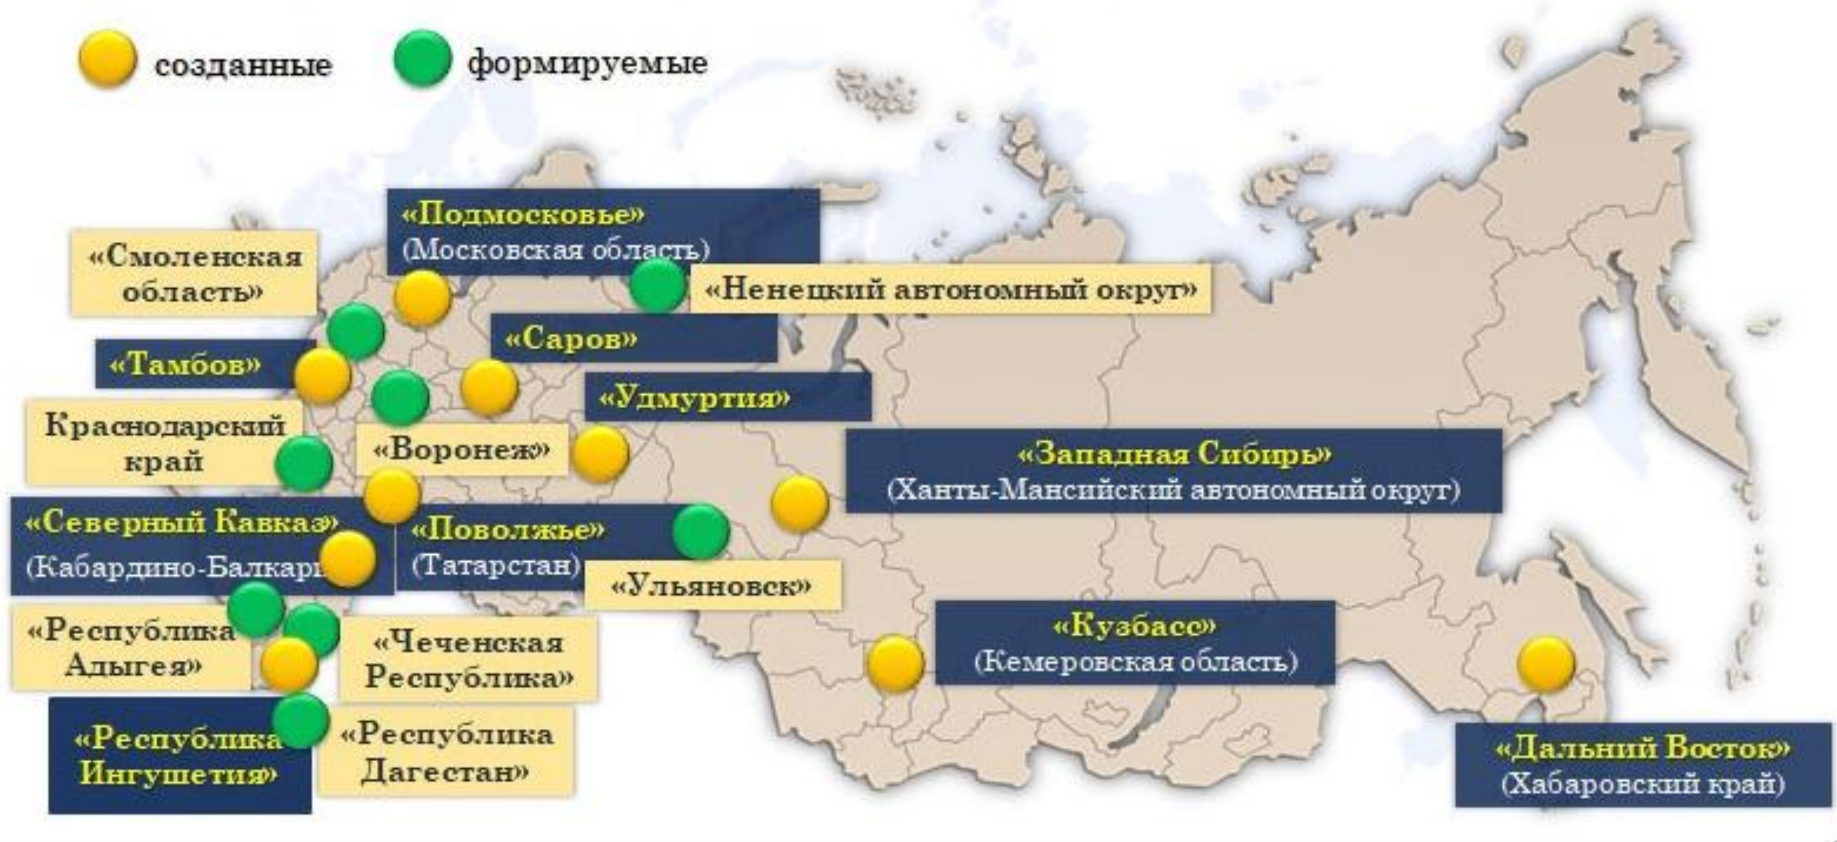 созданные
формируемые
«Подмосковье»
(Московская область)
«Смоленская
область»
«Ненецкий автономный округ»
«Саров»
«Тамбов»
«Удмуртия»
Краснодарский
край
«Воронеж»
«Западная Сибирь»
(Ханты-Мансийский автономный округ)
«Северный Кавказ»
(Кабардино-Балкари
«Поволжье»
(Татарстан)
«Ульяновск»
«Республика
Адыгея»
«Чеченская
Республика»
«Кузбасс»
(Кемеровская область)
«Республика
Ингушетия»
«Республика
Дагестан»
«Дальний Восток»
(Хабаровский край)